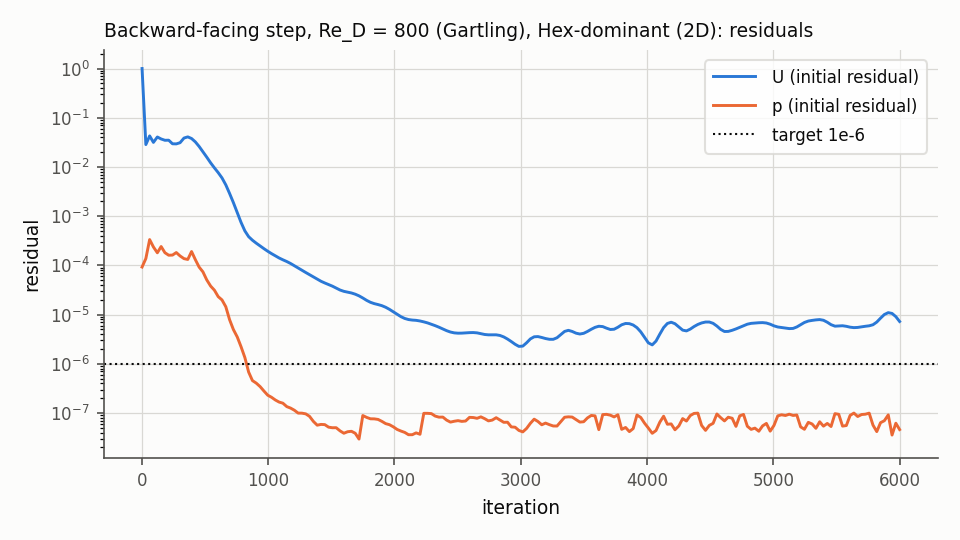 Backward-facing step, Re_D = 800 (Gartling), Hex-dominant (2D): residuals
U (initial residual)
p (initial residual)
target 1e-6
residual
10⁰
10⁻¹
10⁻²
10⁻³
10⁻⁴
10⁻⁵
10⁻⁶
10⁻⁷
0 1000 2000 3000 4000 5000 6000
iteration